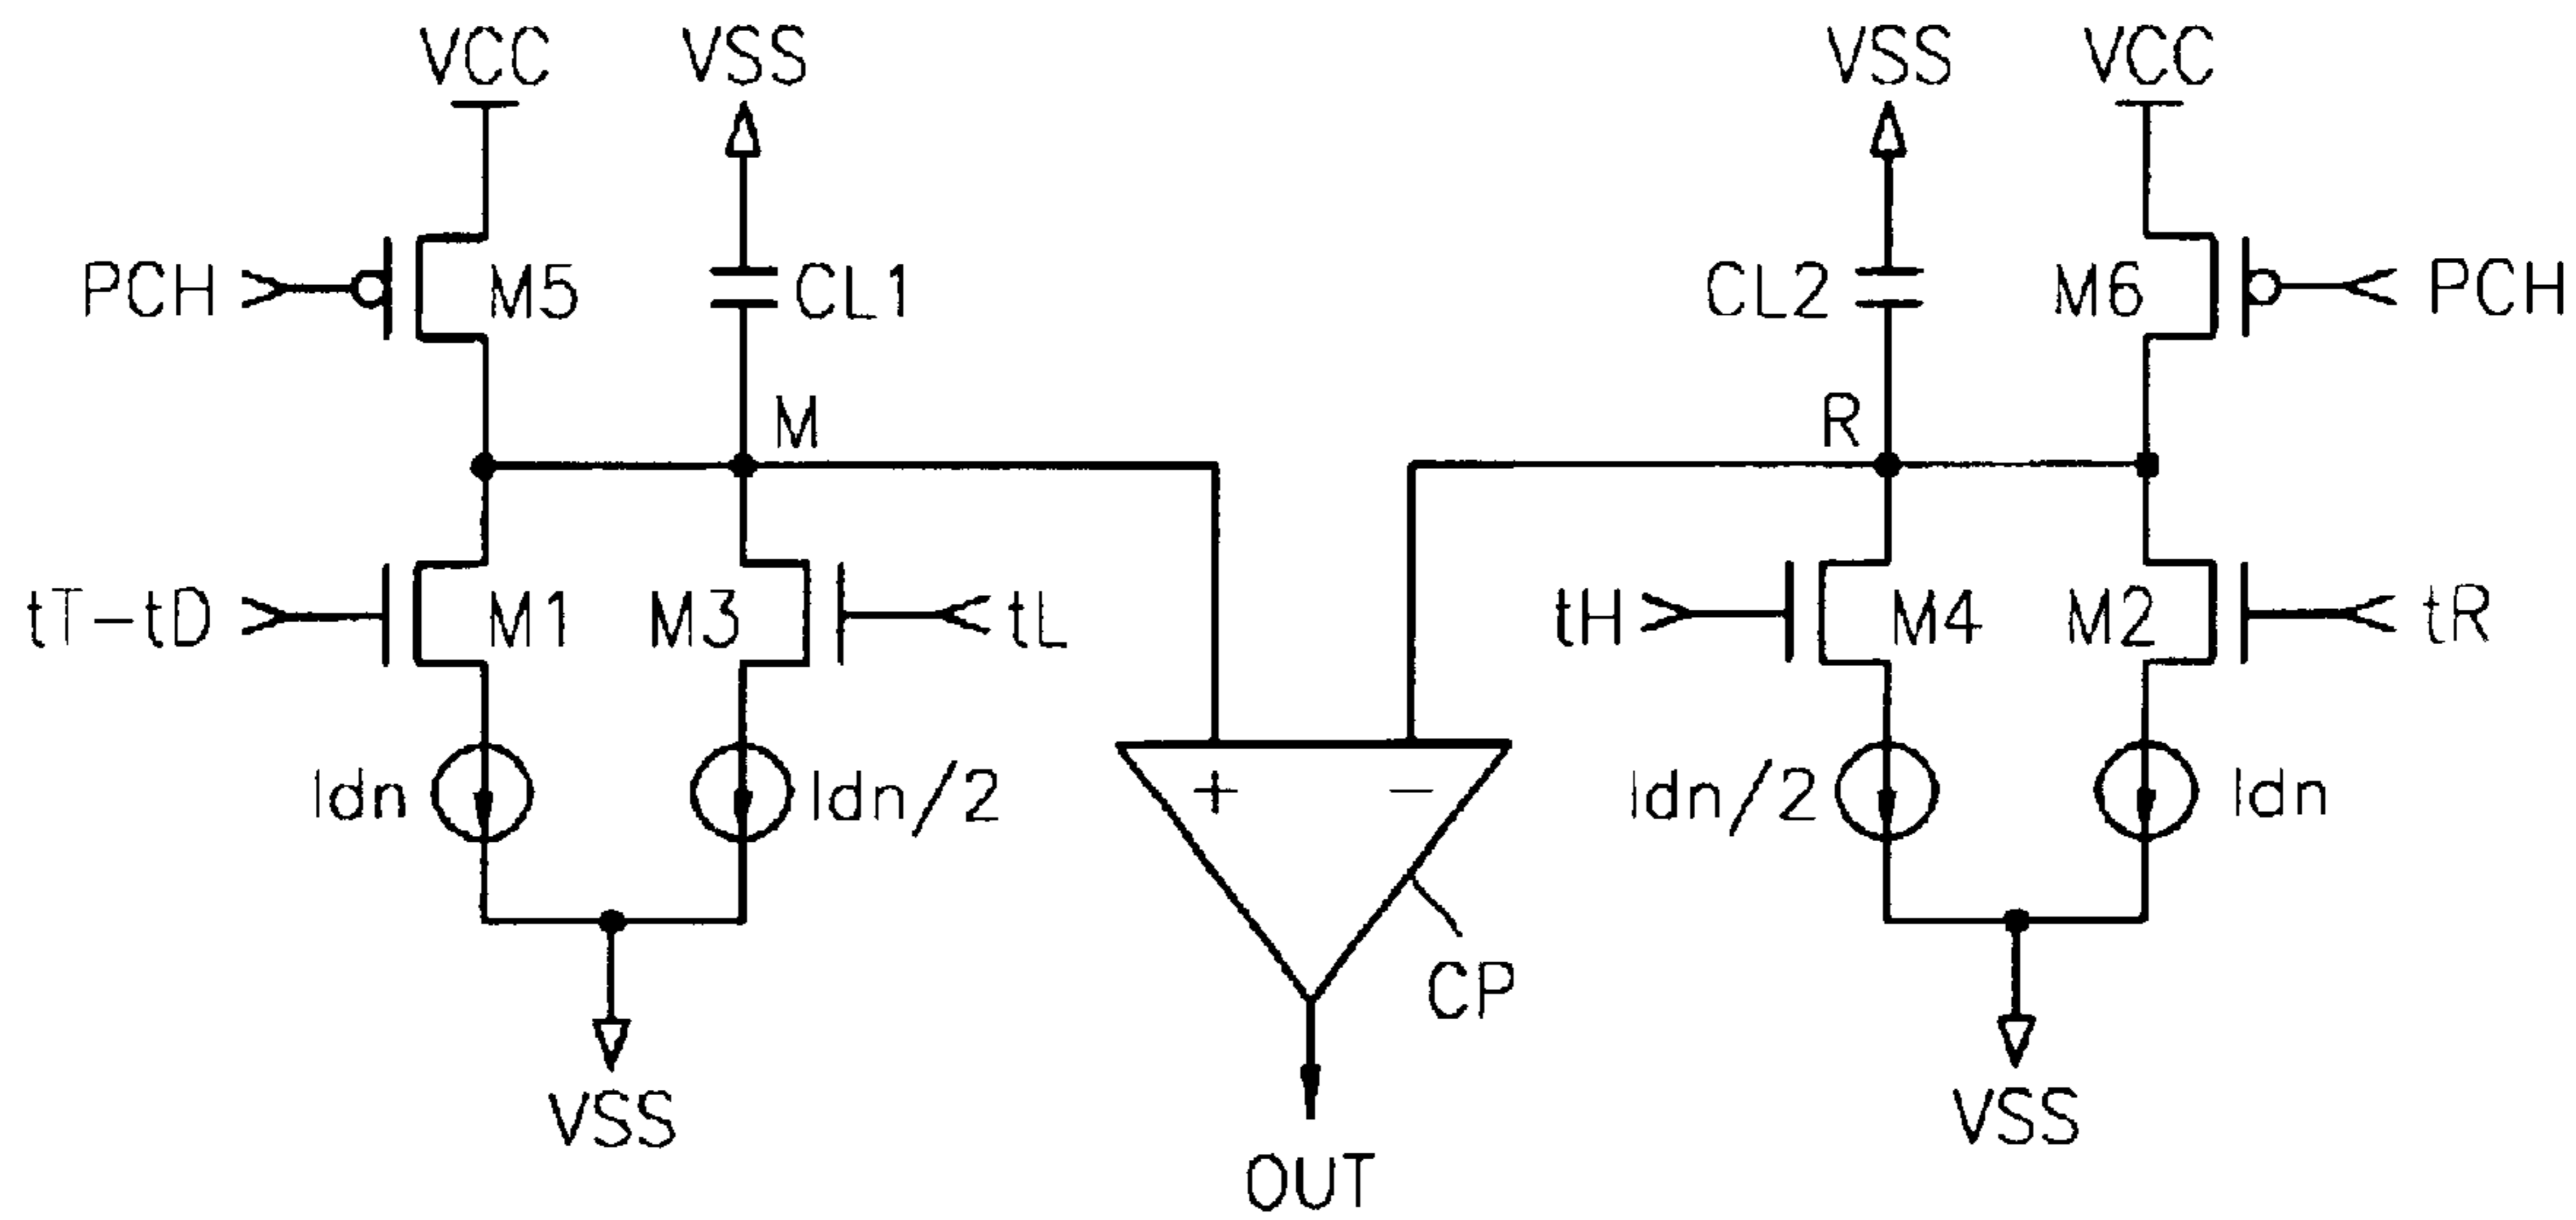 VCC
VSS
VSS
VCC
PCH
M5
CL1
CL2
M6
PCH
M
R
tT-tD
M1
M3
tL
tH
M4
M2
tR
Idn
Idn/2
+
-
Idn/2
Idn
CP
VSS
VSS
OUT